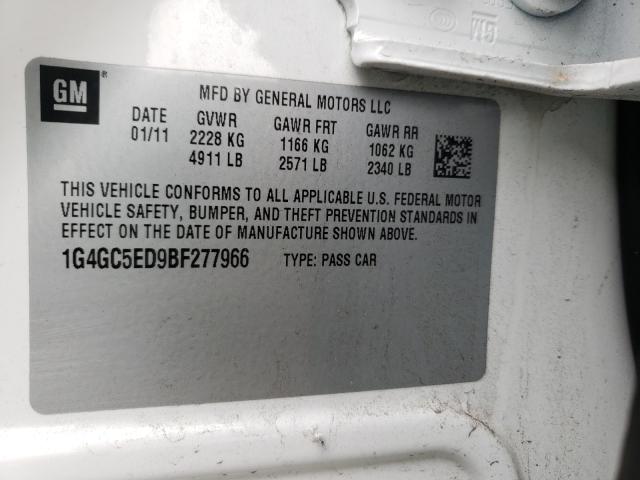 GM
MFD BY GENERAL MOTORS LLC
DATE GVWR GAWR FRT GAWR RR
01/11 2228 KG 1166 KG 1062 KG
4911 LB 2571 LB 2340 LB
THIS VEHICLE CONFORMS TO ALL APPLICABLE U.S. FEDERAL MOTOR
VEHICLE SAFETY, BUMPER, AND THEFT PREVENTION STANDARDS IN
EFFECT ON THE DATE OF MANUFACTURE SHOWN ABOVE.
1G4GC5ED9BF277966 TYPE: PASS CAR